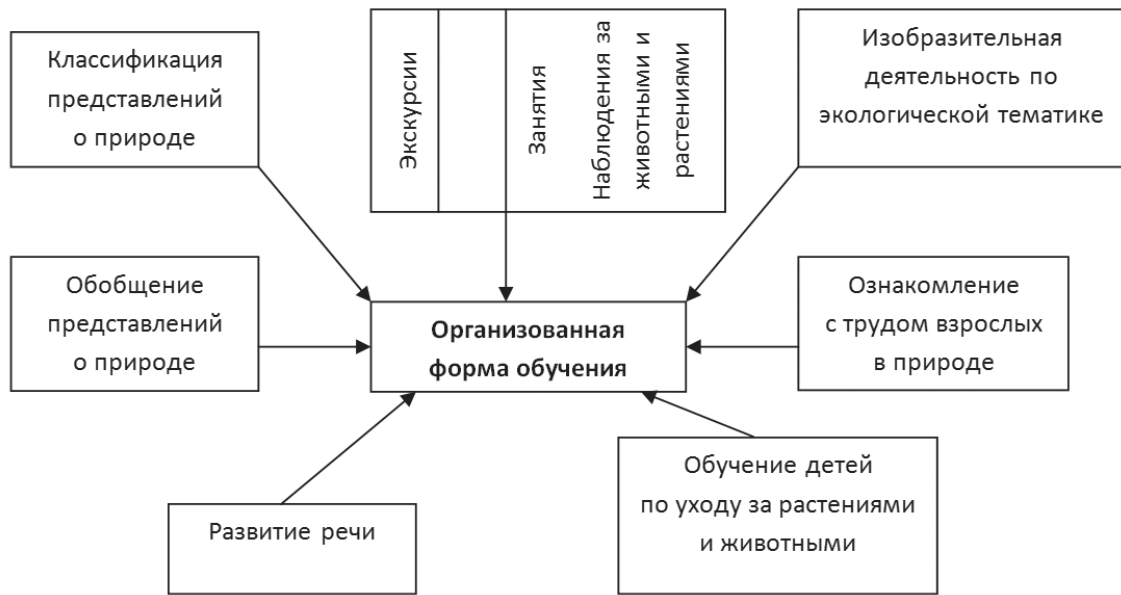 Классификация
представлений
о природе
Экскурсии
Занятия
Наблюдения за
животными и
растениями
Изобразительная
деятельность по
экологической тематике
Обобщение
представлений
о природе
Организованная
форма обучения
Ознакомление
с трудом взрослых
в природе
Развитие речи
Обучение детей
по уходу за растениями
и животными